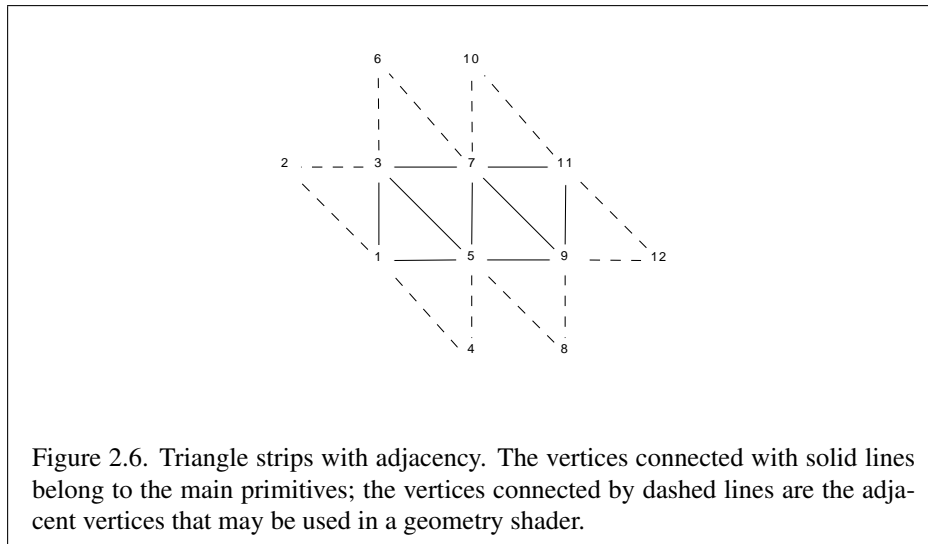 6 10
2 3 7 11
1 5 9 12
4 8
Figure 2.6. Triangle strips with adjacency. The vertices connected with solid lines
belong to the main primitives; the vertices connected by dashed lines are the adja-
cent vertices that may be used in a geometry shader.